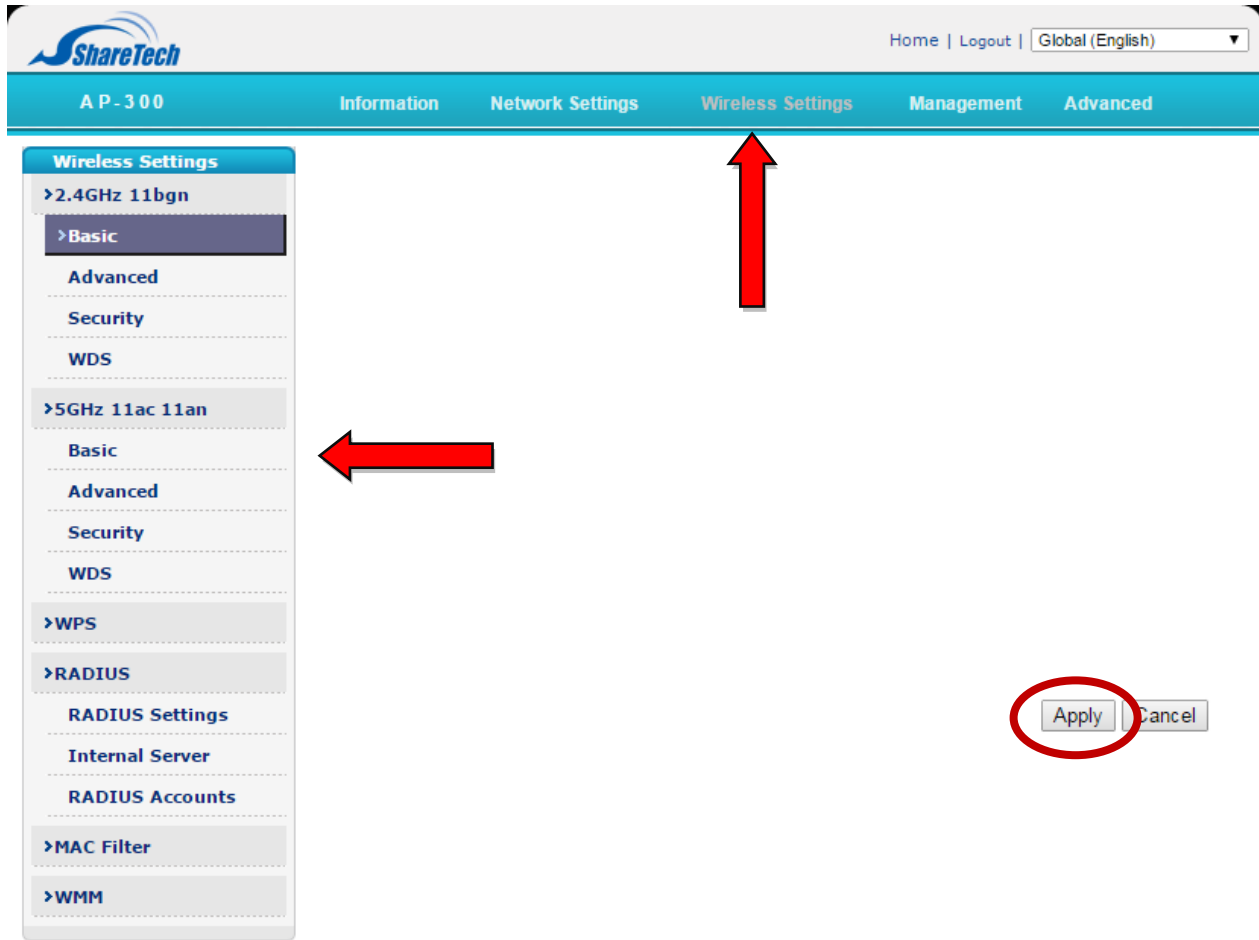 ShareTech
Home | Logout | Global (English)
AP-300 Information Network Settings Wireless Settings Management Advanced
Wireless Settings
>2.4GHz 11bgn
>Basic
Advanced
Security
WDS
>5GHz 11ac 11an
Basic
Advanced
Security
WDS
>WPS
>RADIUS
RADIUS Settings
Internal Server
RADIUS Accounts
>MAC Filter
>WMM
Apply Cancel